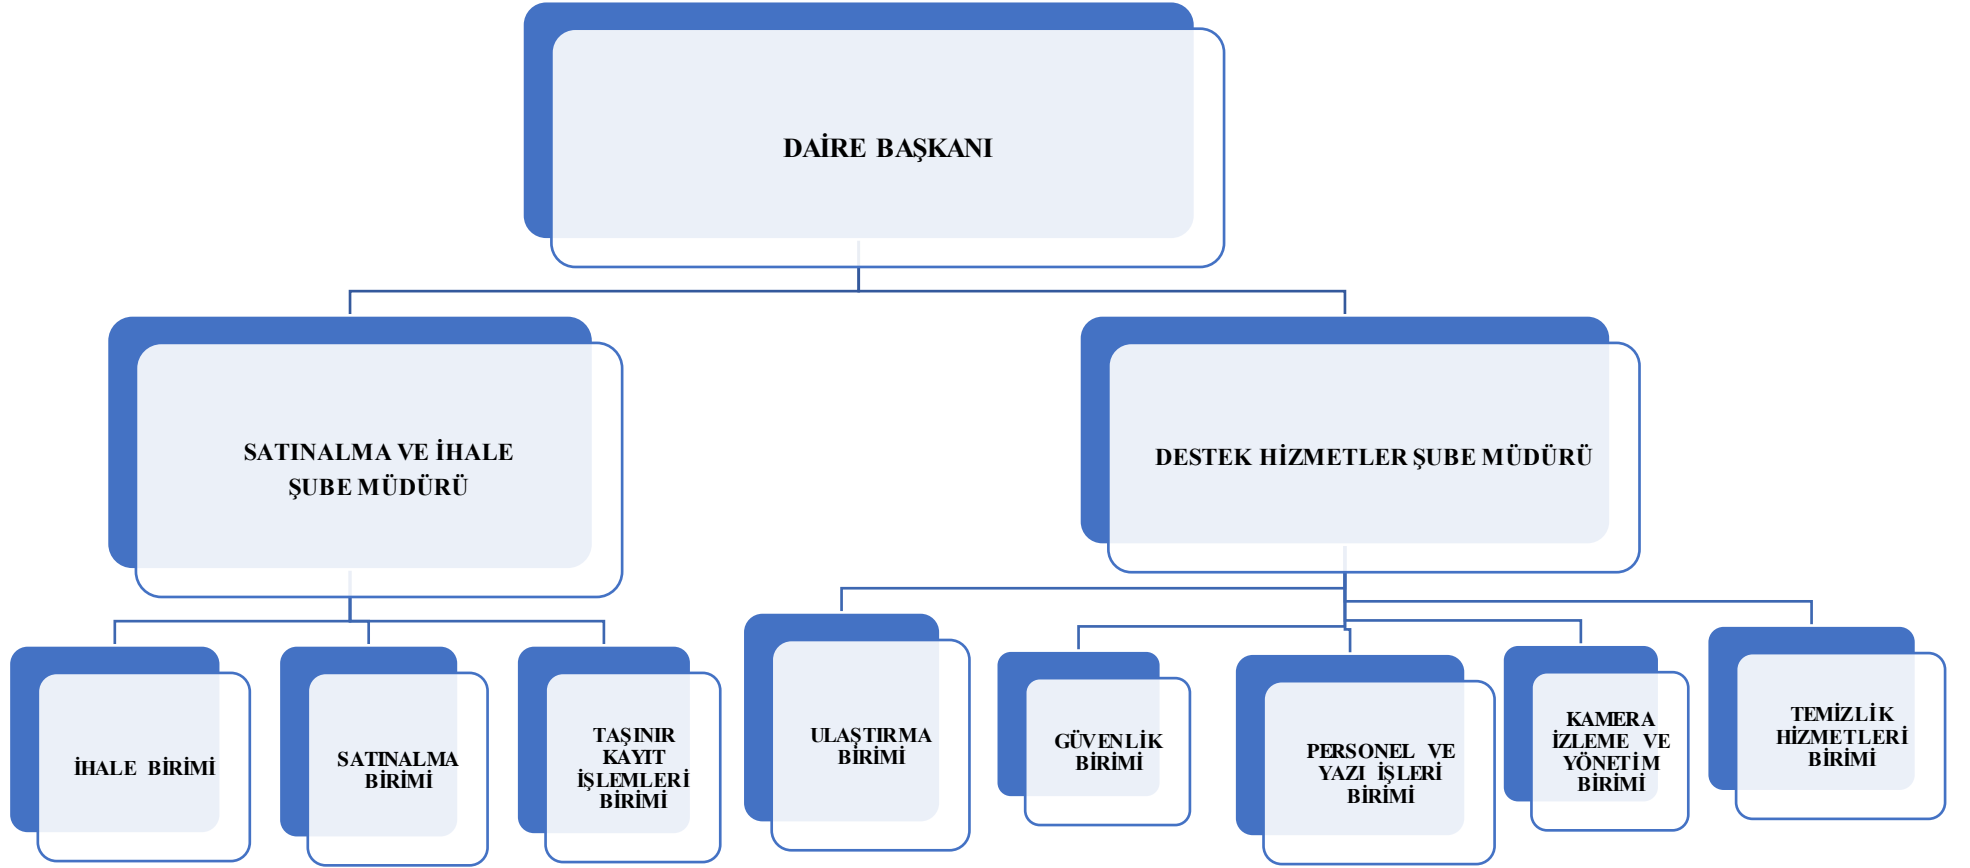 DAİRE BAŞKANI
SATINALMA VE İHALE
ŞUBE MÜDÜRÜ
DESTEK HİZMETLER ŞUBE MÜDÜRÜ
İHALE BİRİMİ
SATINALMA
BİRİMİ
TAŞINIR
KAYIT
İŞLEMLERİ
BİRİMİ
ULAŞTIRMA
BİRİMİ
GÜVENLİK
BİRİMİ
PERSONEL VE
YAZI İŞLERİ
BİRİMİ
KAMERA
İZLEME VE
YÖNETİM
BİRİMİ
TEMİZLİK
HİZMETLERİ
BİRİMİ